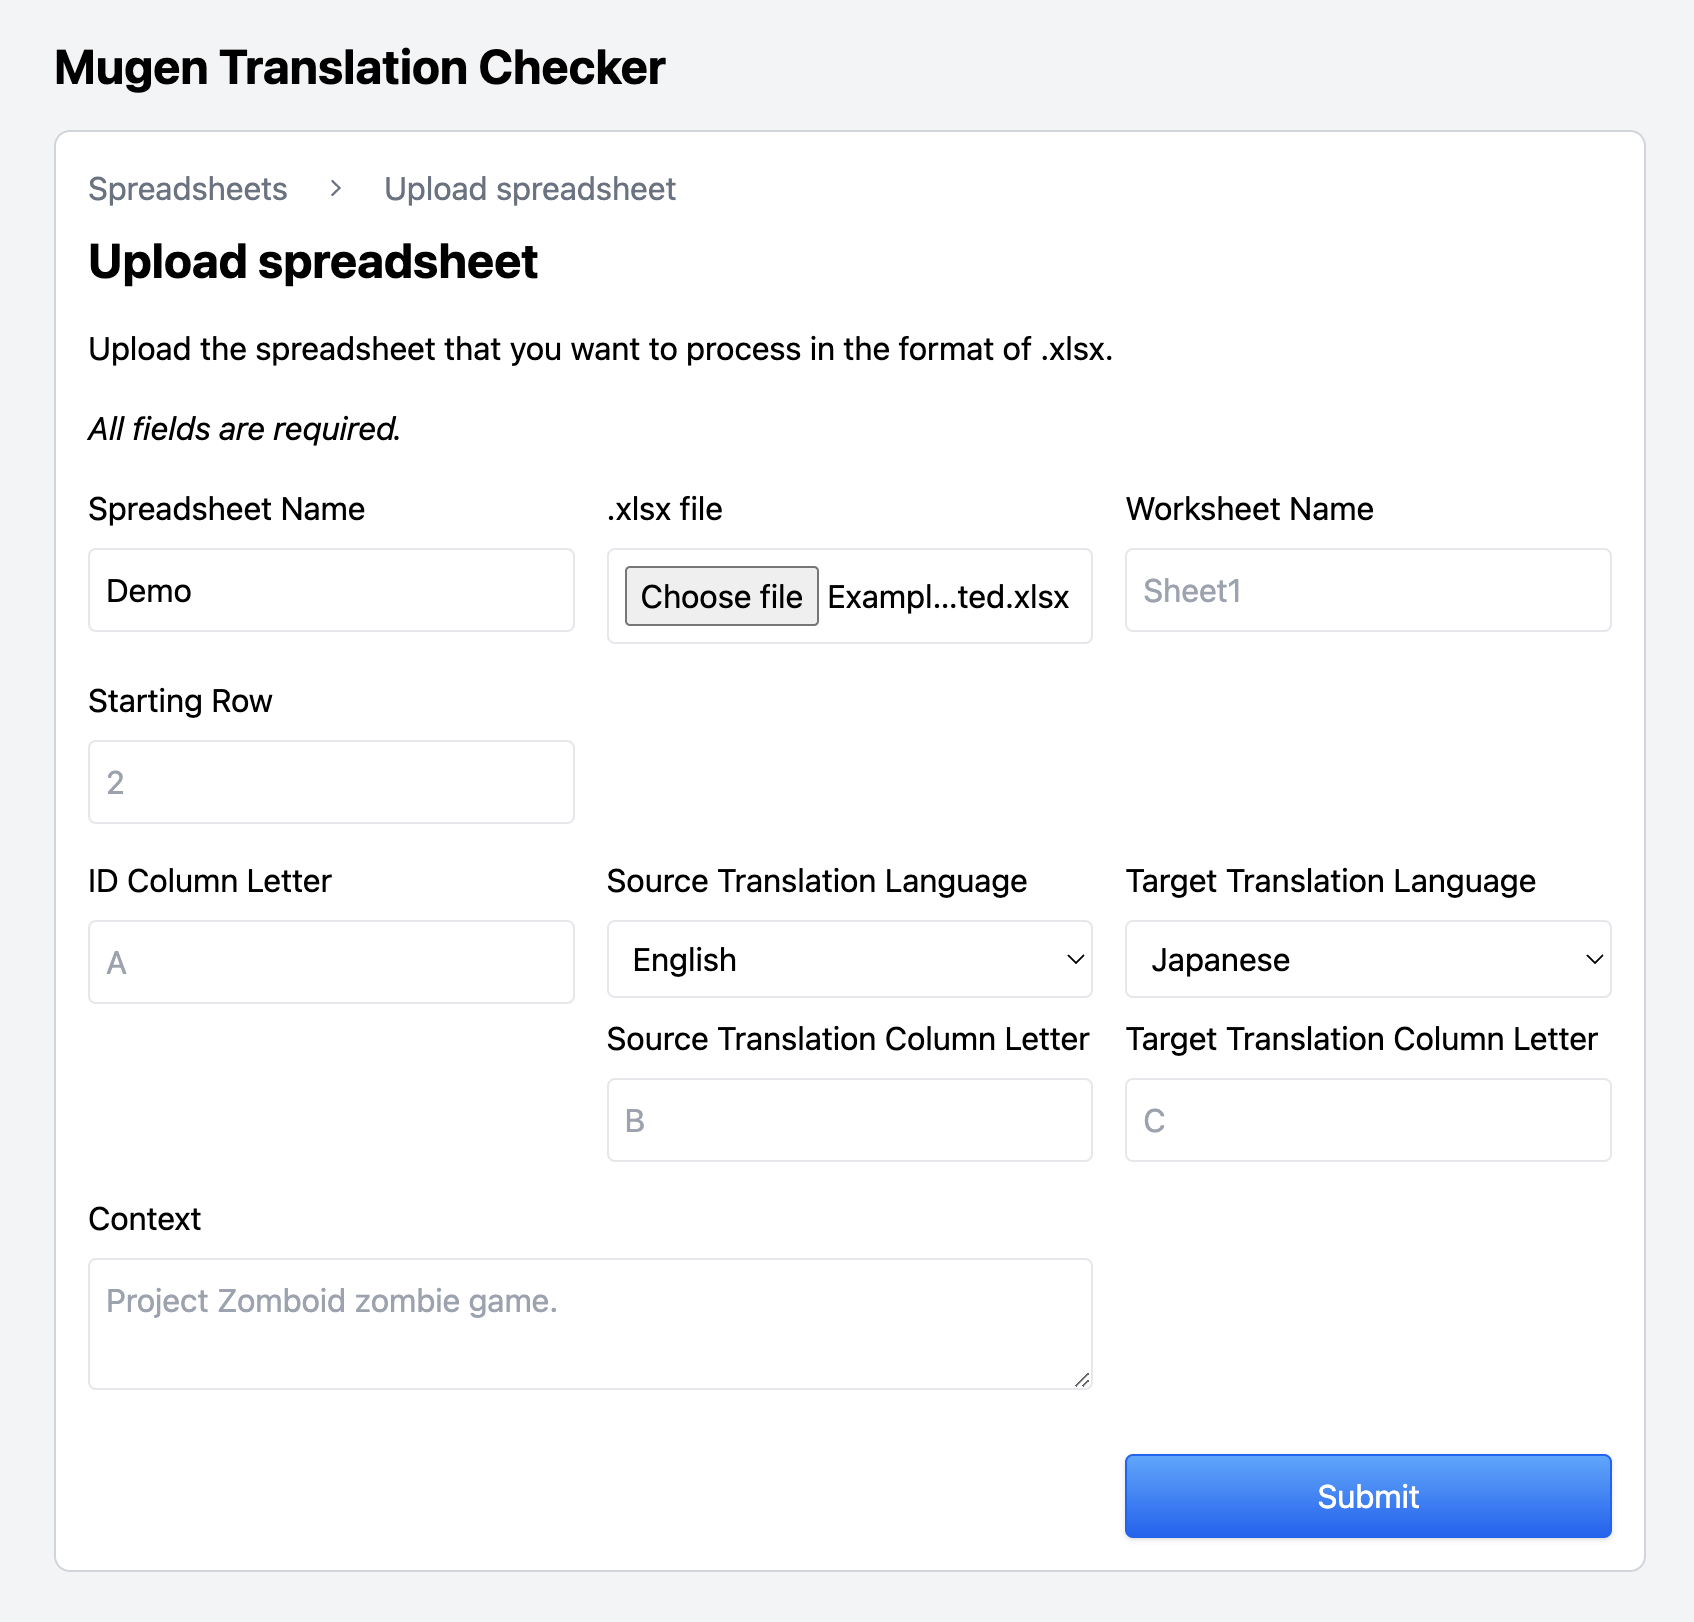 Mugen Translation Checker
Spreadsheets > Upload spreadsheet
Upload spreadsheet
Upload the spreadsheet that you want to process in the format of .xlsx.
All fields are required.
Spreadsheet Name
Demo
.xlsx file
Choose file Exampl...ted.xlsx
Worksheet Name
Sheet1
Starting Row
2
ID Column Letter
A
Source Translation Language
English
Target Translation Language
Japanese
Source Translation Column Letter
B
Target Translation Column Letter
C
Context
Project Zomboid zombie game.
Submit